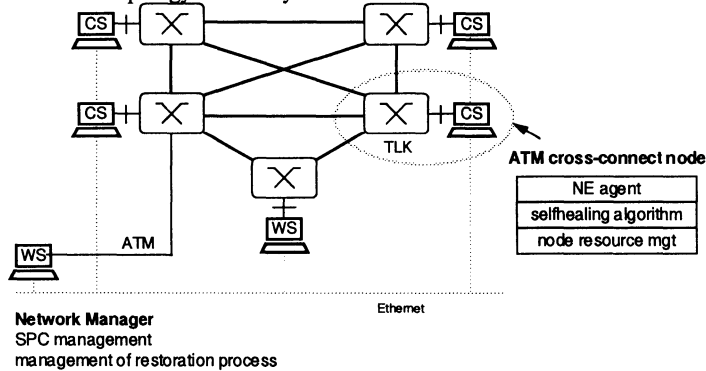 CS
CS
CS
CS
TLK
ATM cross-connect node
NE agent
selfhealing algorithm
node resource mgt
WS
WS
ATM
Ethernet
Network Manager
SPC management
management of restoration process